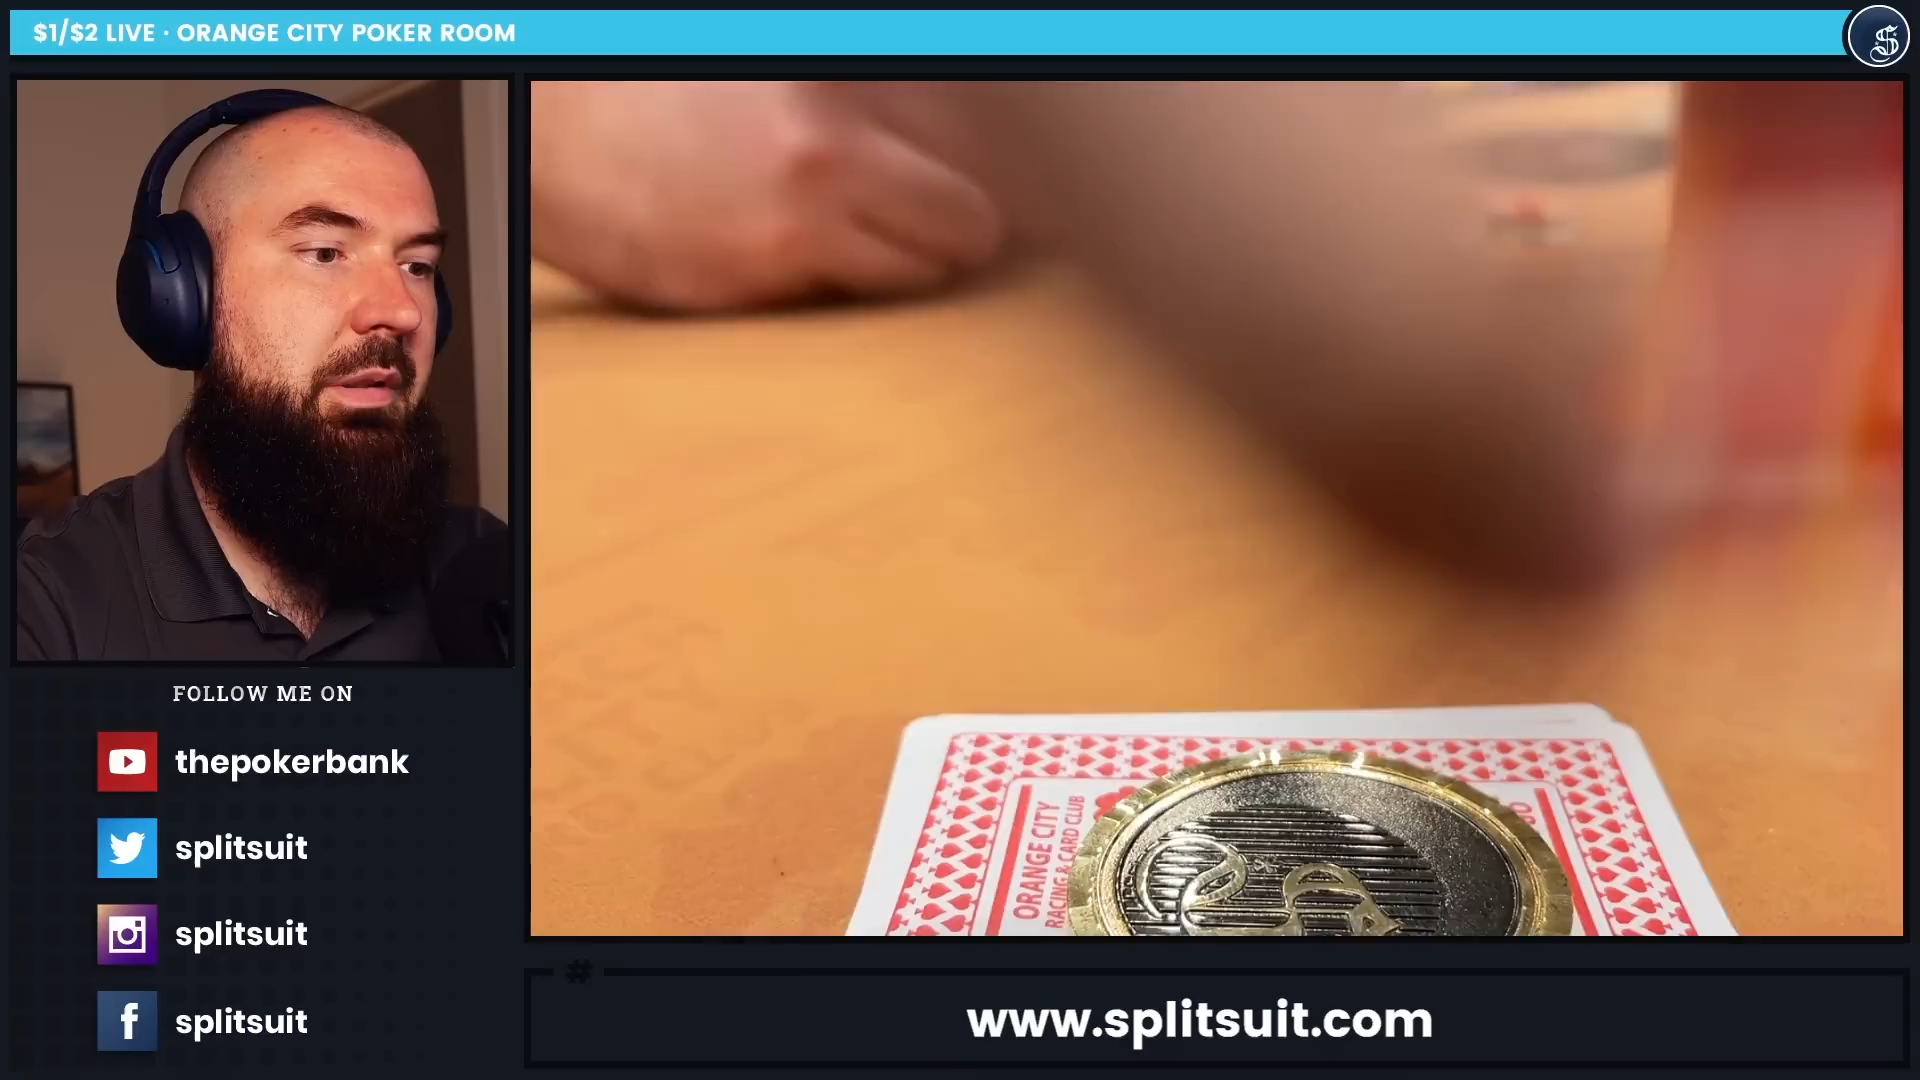 $1/$2 LIVE · ORANGE CITY POKER ROOM
S
FOLLOW ME ON
thepokerbank
splitsuit
splitsuit
f splitsuit
ORANGE CITY
RACING & CARD CLUB
#
www.splitsuit.com